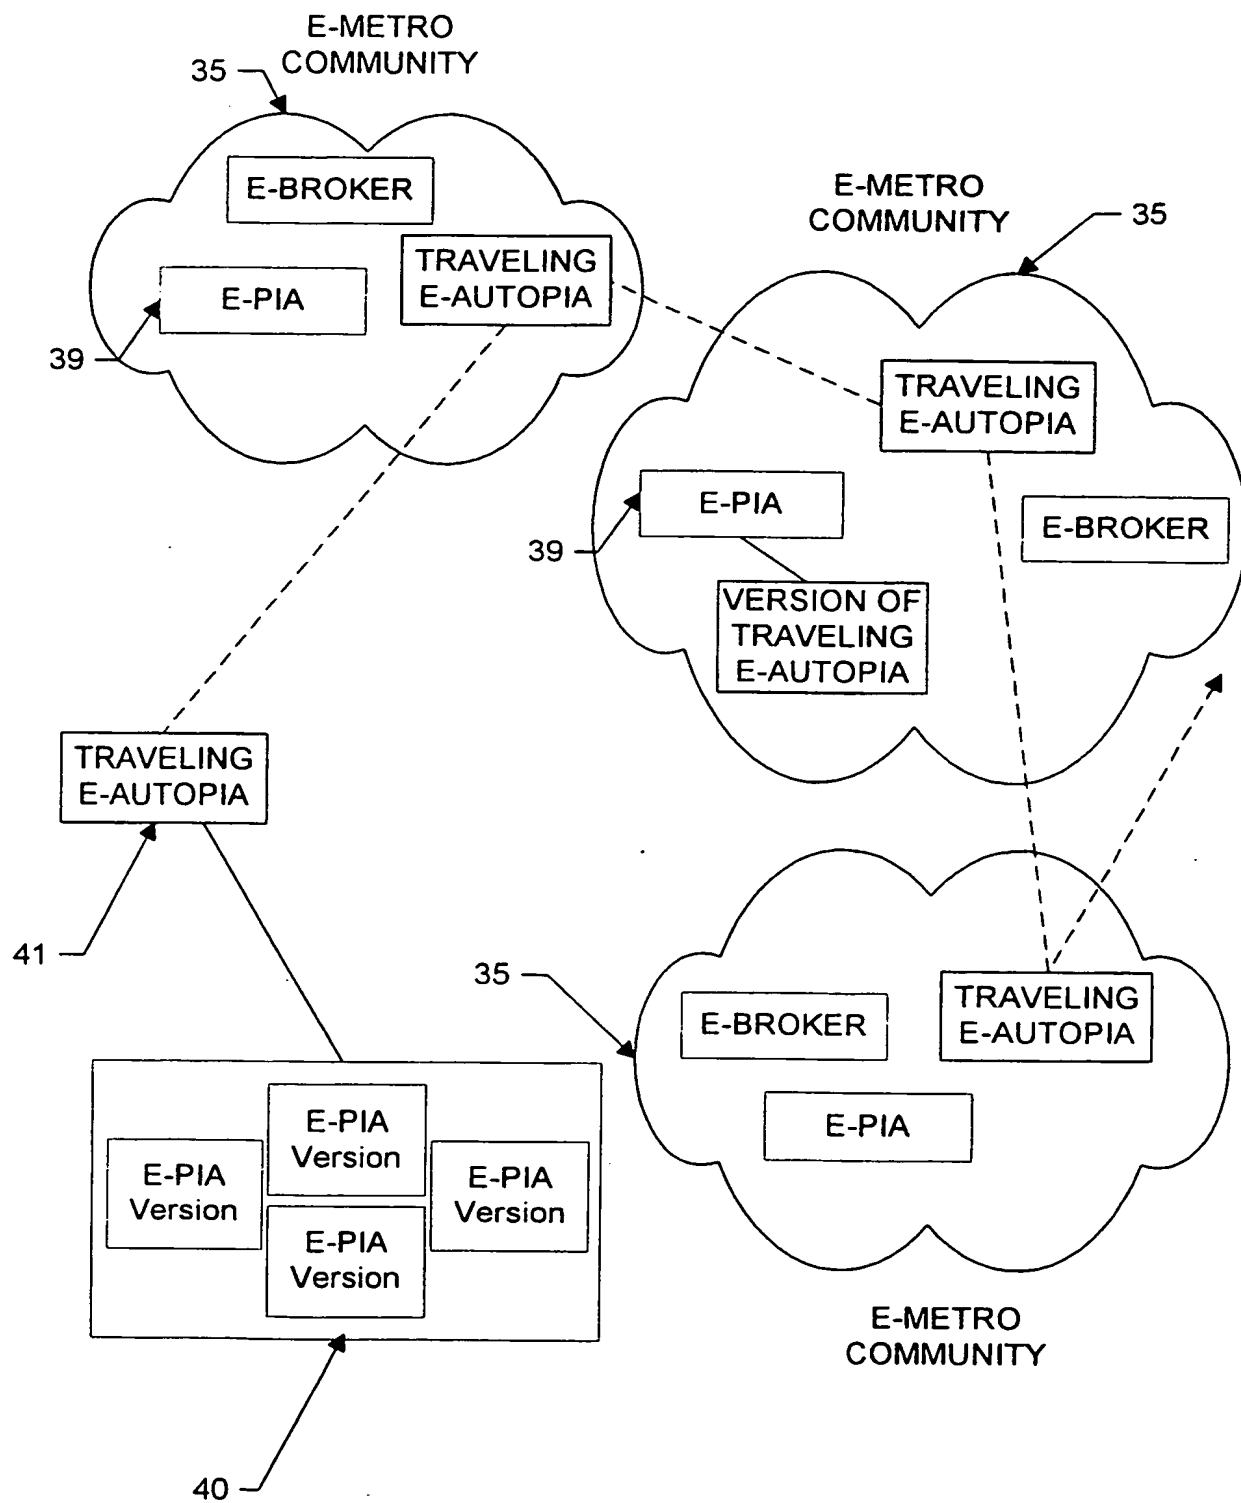 E-METRO
COMMUNITY
35
E-BROKER
TRAVELING
E-AUTOPIA
E-PIA
39
E-METRO
COMMUNITY
35
TRAVELING
E-AUTOPIA
E-PIA
E-BROKER
39
VERSION OF
TRAVELING
E-AUTOPIA
TRAVELING
E-AUTOPIA
41
35
E-BROKER
TRAVELING
E-AUTOPIA
E-PIA
E-PIA
Version
E-PIA
Version
E-PIA
Version
E-PIA
Version
E-METRO
COMMUNITY
40